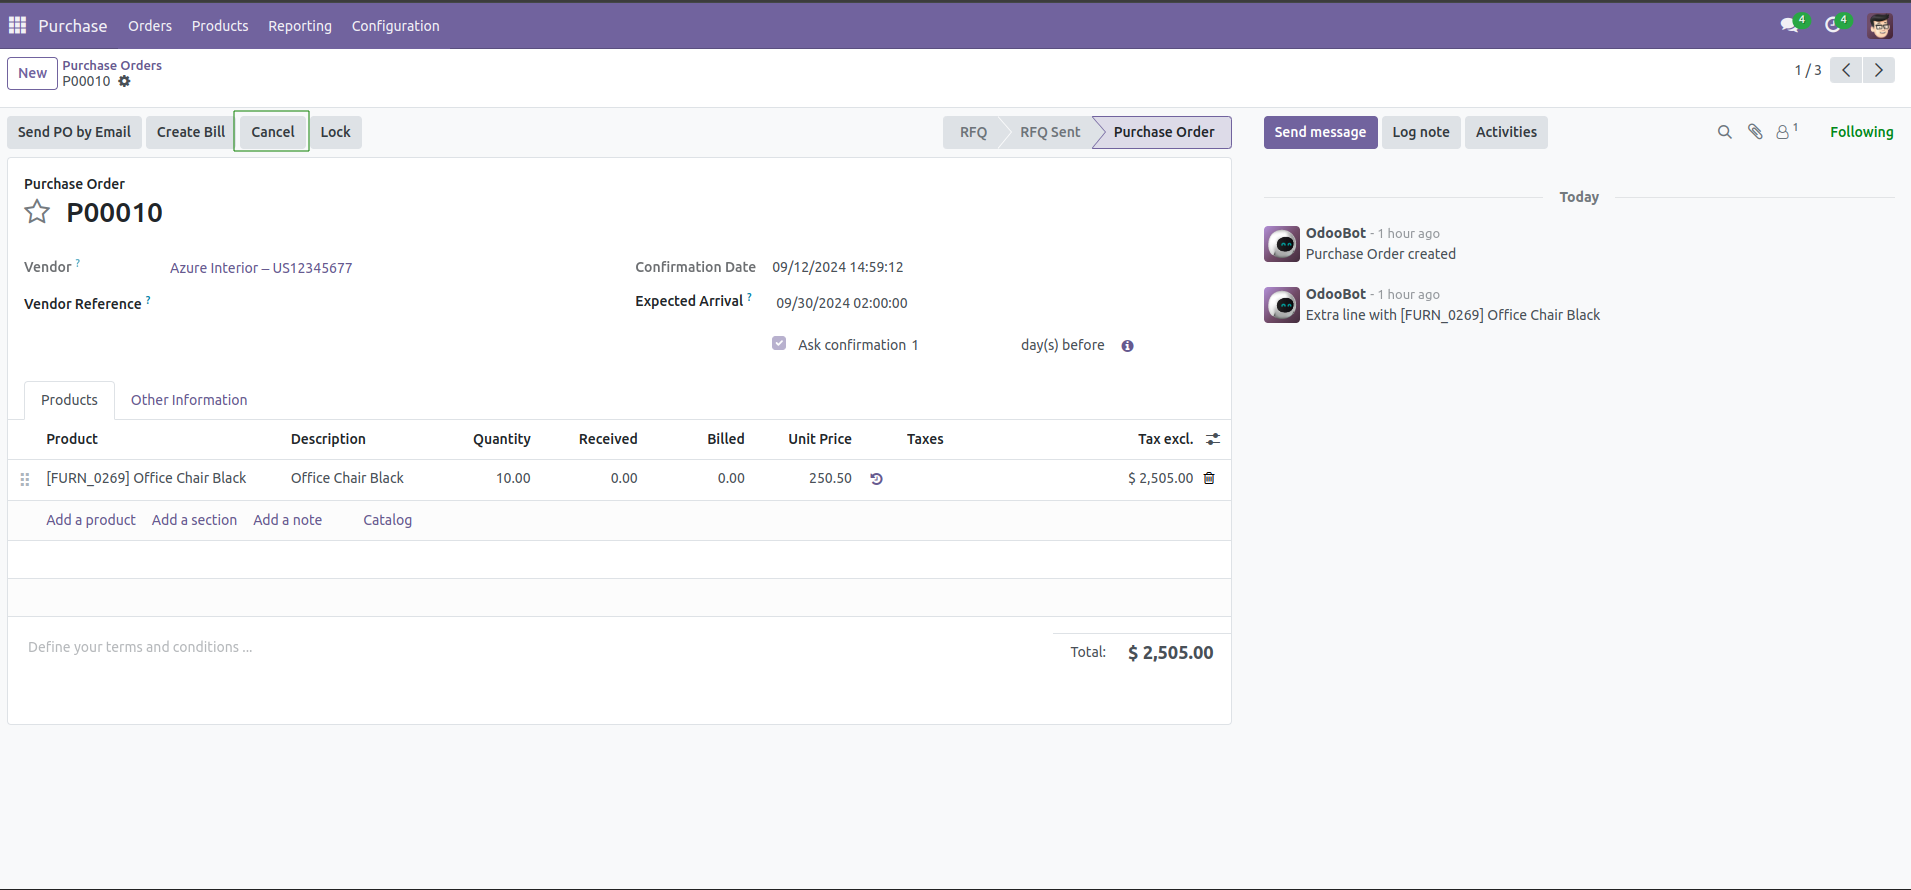 Purchase Orders Products Reporting Configuration 4 4
New Purchase Orders
P00010
1 / 3
Send PO by Email Create Bill Cancel Lock RFQ RFQ Sent Purchase Order Send message Log note Activities 1 Following
Purchase Order
P00010
Vendor ? Azure Interior – US12345677
Vendor Reference ?
Confirmation Date 09/12/2024 14:59:12
Expected Arrival ? 09/30/2024 02:00:00
Ask confirmation 1 day(s) before
Products Other Information
Product Description Quantity Received Billed Unit Price Taxes Tax excl.
[FURN_0269] Office Chair Black Office Chair Black 10.00 0.00 0.00 250.50 $ 2,505.00
Add a product Add a section Add a note Catalog
Define your terms and conditions ...
Total: $ 2,505.00
Today
OdooBot - 1 hour ago
Purchase Order created
OdooBot - 1 hour ago
Extra line with [FURN_0269] Office Chair Black